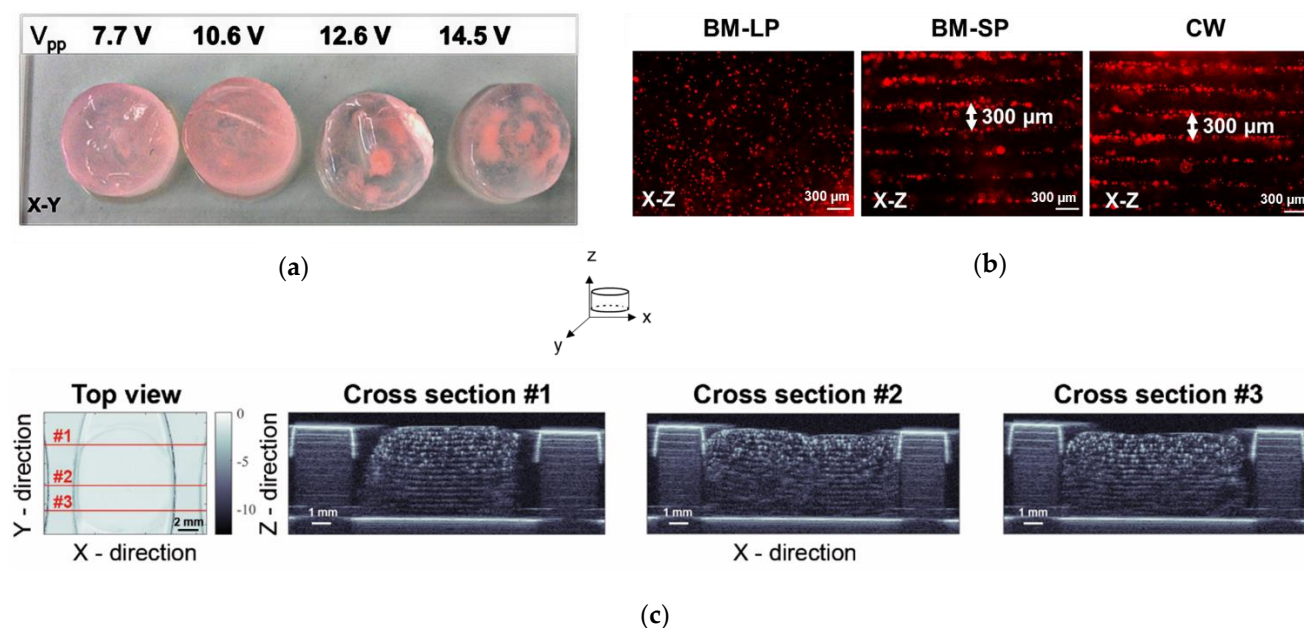 Vpp 7.7 V 10.6 V 12.6 V 14.5 V
X-Y
(a)
BM-LP BM-SP CW
300 µm 300 µm
X-Z 300 µm X-Z 300 µm X-Z 300 µm
(b)
z
x
y
Top view Cross section #1 Cross section #2 Cross section #3
Y - direction
#1
#2
#3
2 mm
0
-5
-10
Z - direction
1 mm 1 mm 1 mm
X - direction X - direction
(c)